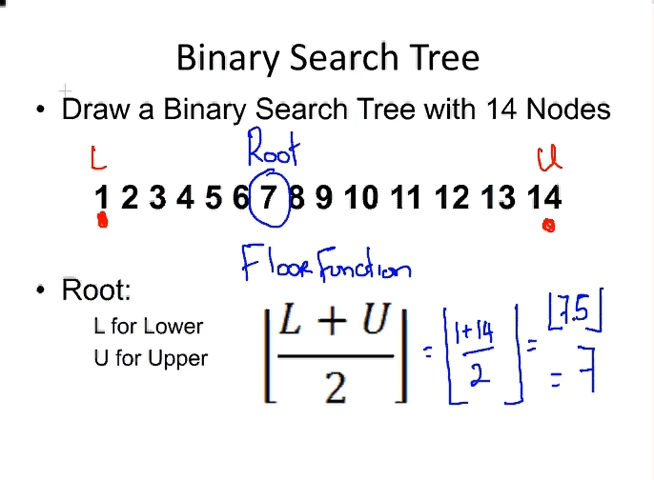 Binary Search Tree
• Draw a Binary Search Tree with 14 Nodes
L Root U
1 2 3 4 5 6 7 8 9 10 11 12 13 14
Floor Function
• Root:
L for Lower
U for Upper
⌊(L + U)/2⌋ = ⌊(1+14)/2⌋ = ⌊7.5⌋
= 7